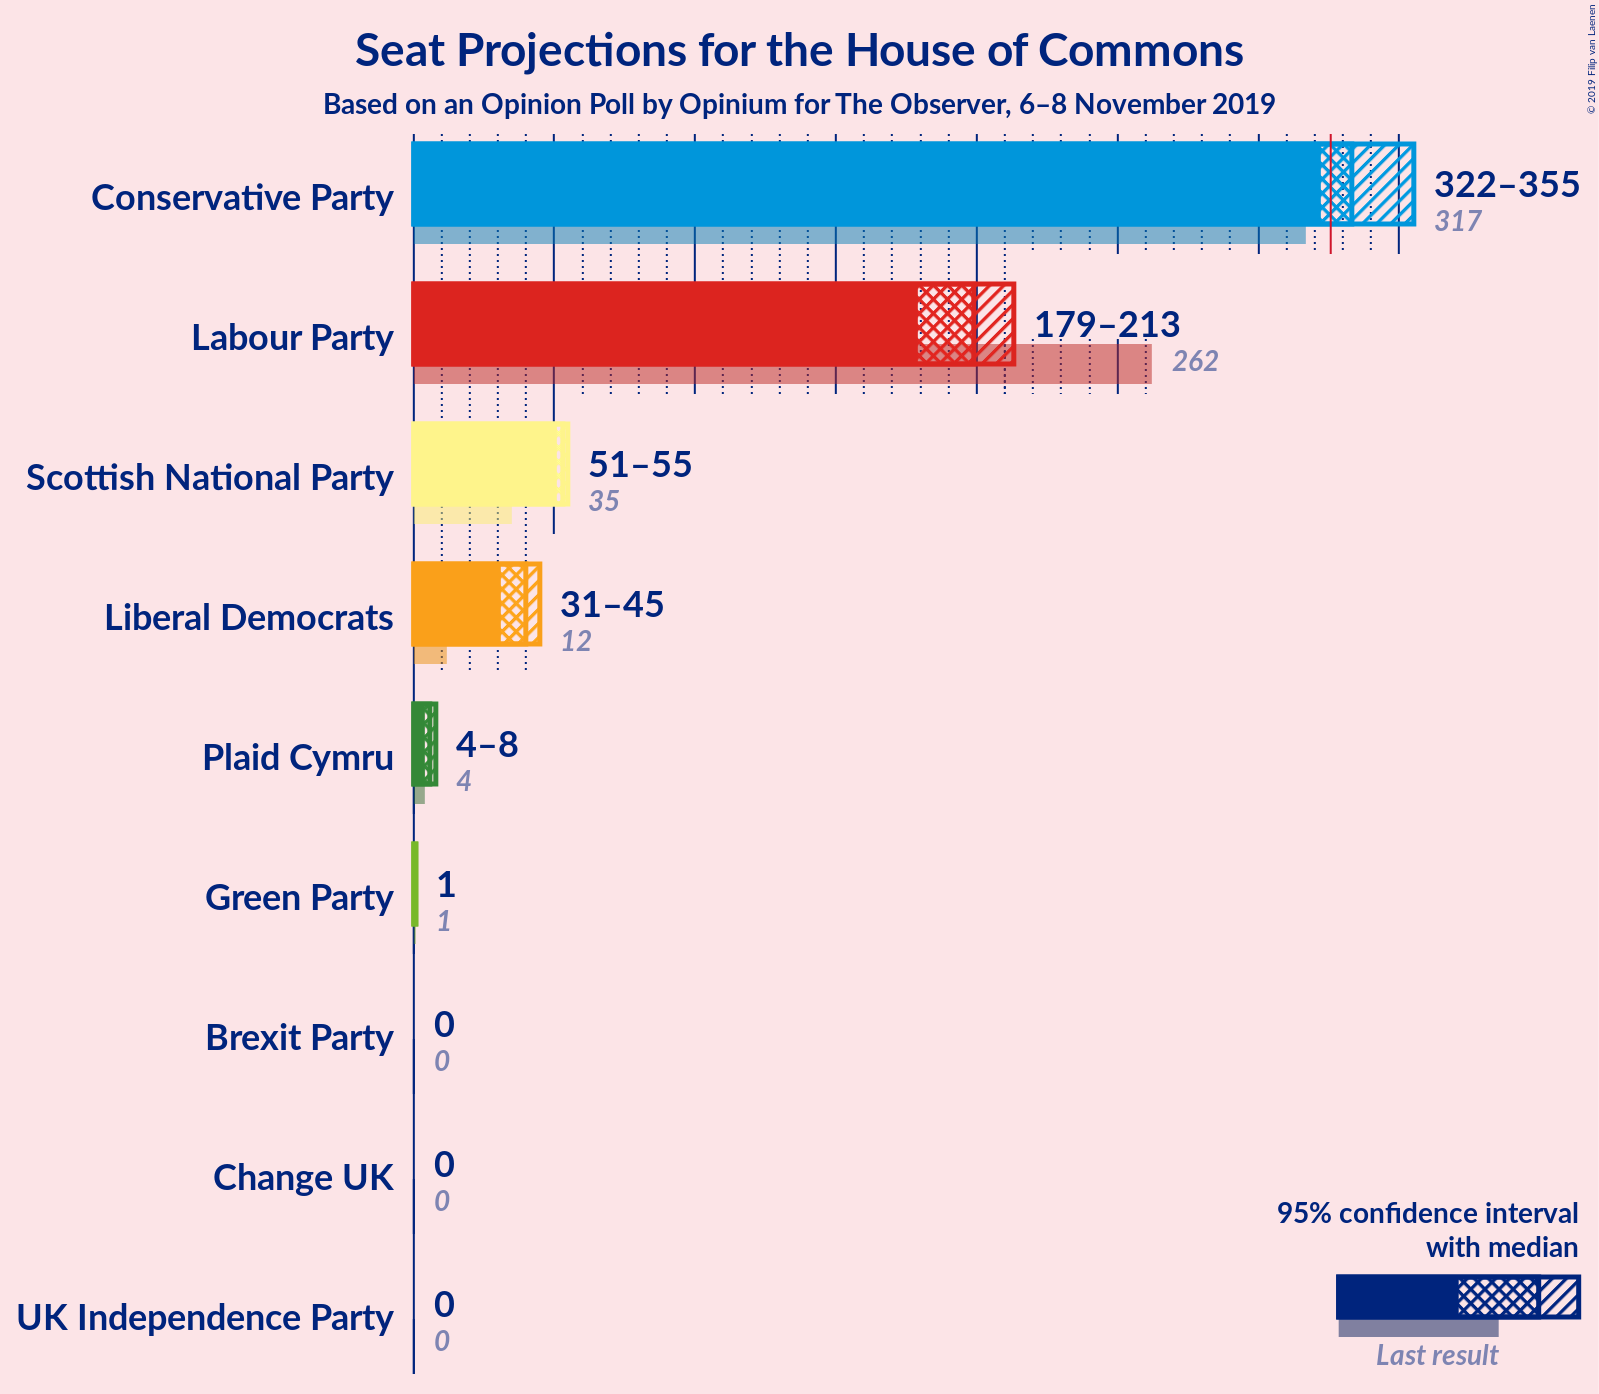 Seat Projections for the House of Commons
Based on an Opinion Poll by Opinium for The Observer, 6–8 November 2019
© 2019 Filip van Laenen
Conservative Party
322–355
317
Labour Party
179–213
262
Scottish National Party
51–55
35
Liberal Democrats
31–45
12
Plaid Cymru
4–8
4
Green Party
1
1
Brexit Party
0
0
Change UK
0
0
UK Independence Party
0
0
95% confidence interval
with median
Last result